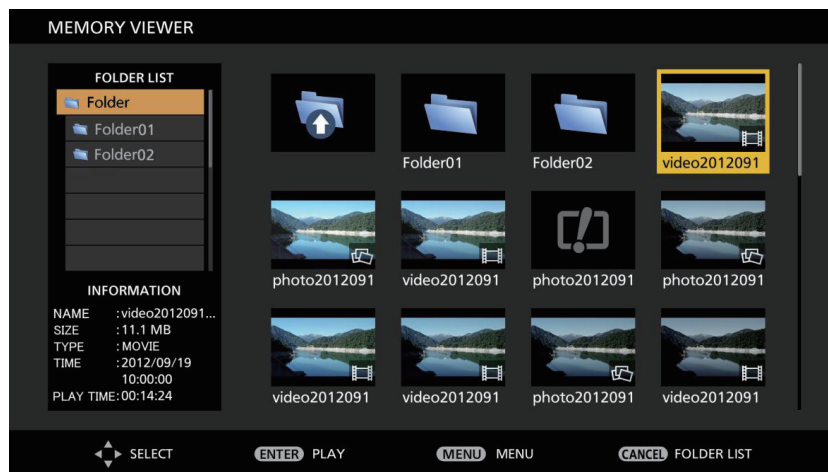 MEMORY VIEWER
FOLDER LIST
Folder
Folder01
Folder02
INFORMATION
NAME :video2012091...
SIZE :11.1 MB
TYPE :MOVIE
TIME :2012/09/19
10:00:00
PLAY TIME:00:14:24
Folder01 Folder02 video2012091
photo2012091 video2012091 photo2012091 photo2012091
video2012091 video2012091 photo2012091 video2012091
SELECT ENTER PLAY MENU MENU CANCEL FOLDER LIST